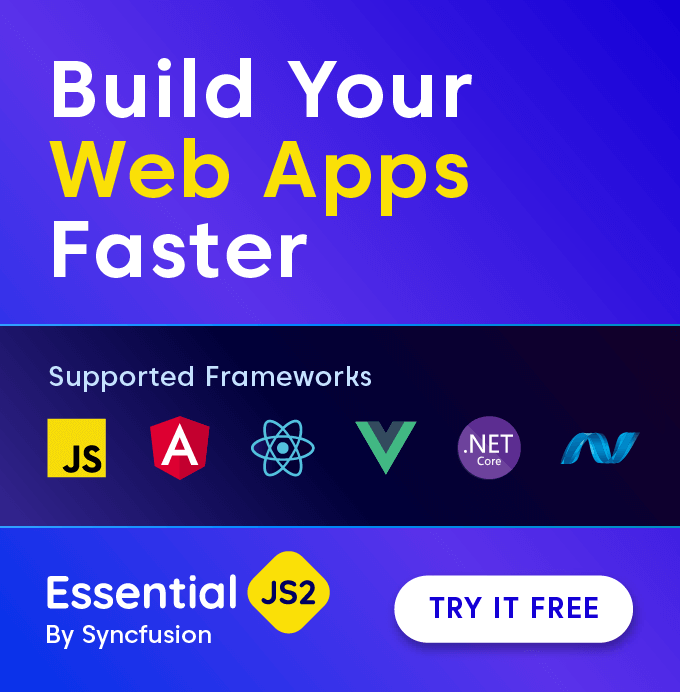 Build Your
Web Apps
Faster
Supported Frameworks
JS
A
.NET
Core
Essential JS2
By Syncfusion
TRY IT FREE